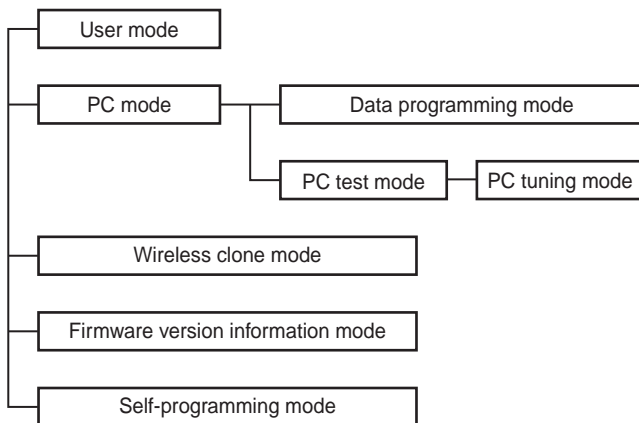 User mode
PC mode
Data programming mode
PC test mode
PC tuning mode
Wireless clone mode
Firmware version information mode
Self-programming mode